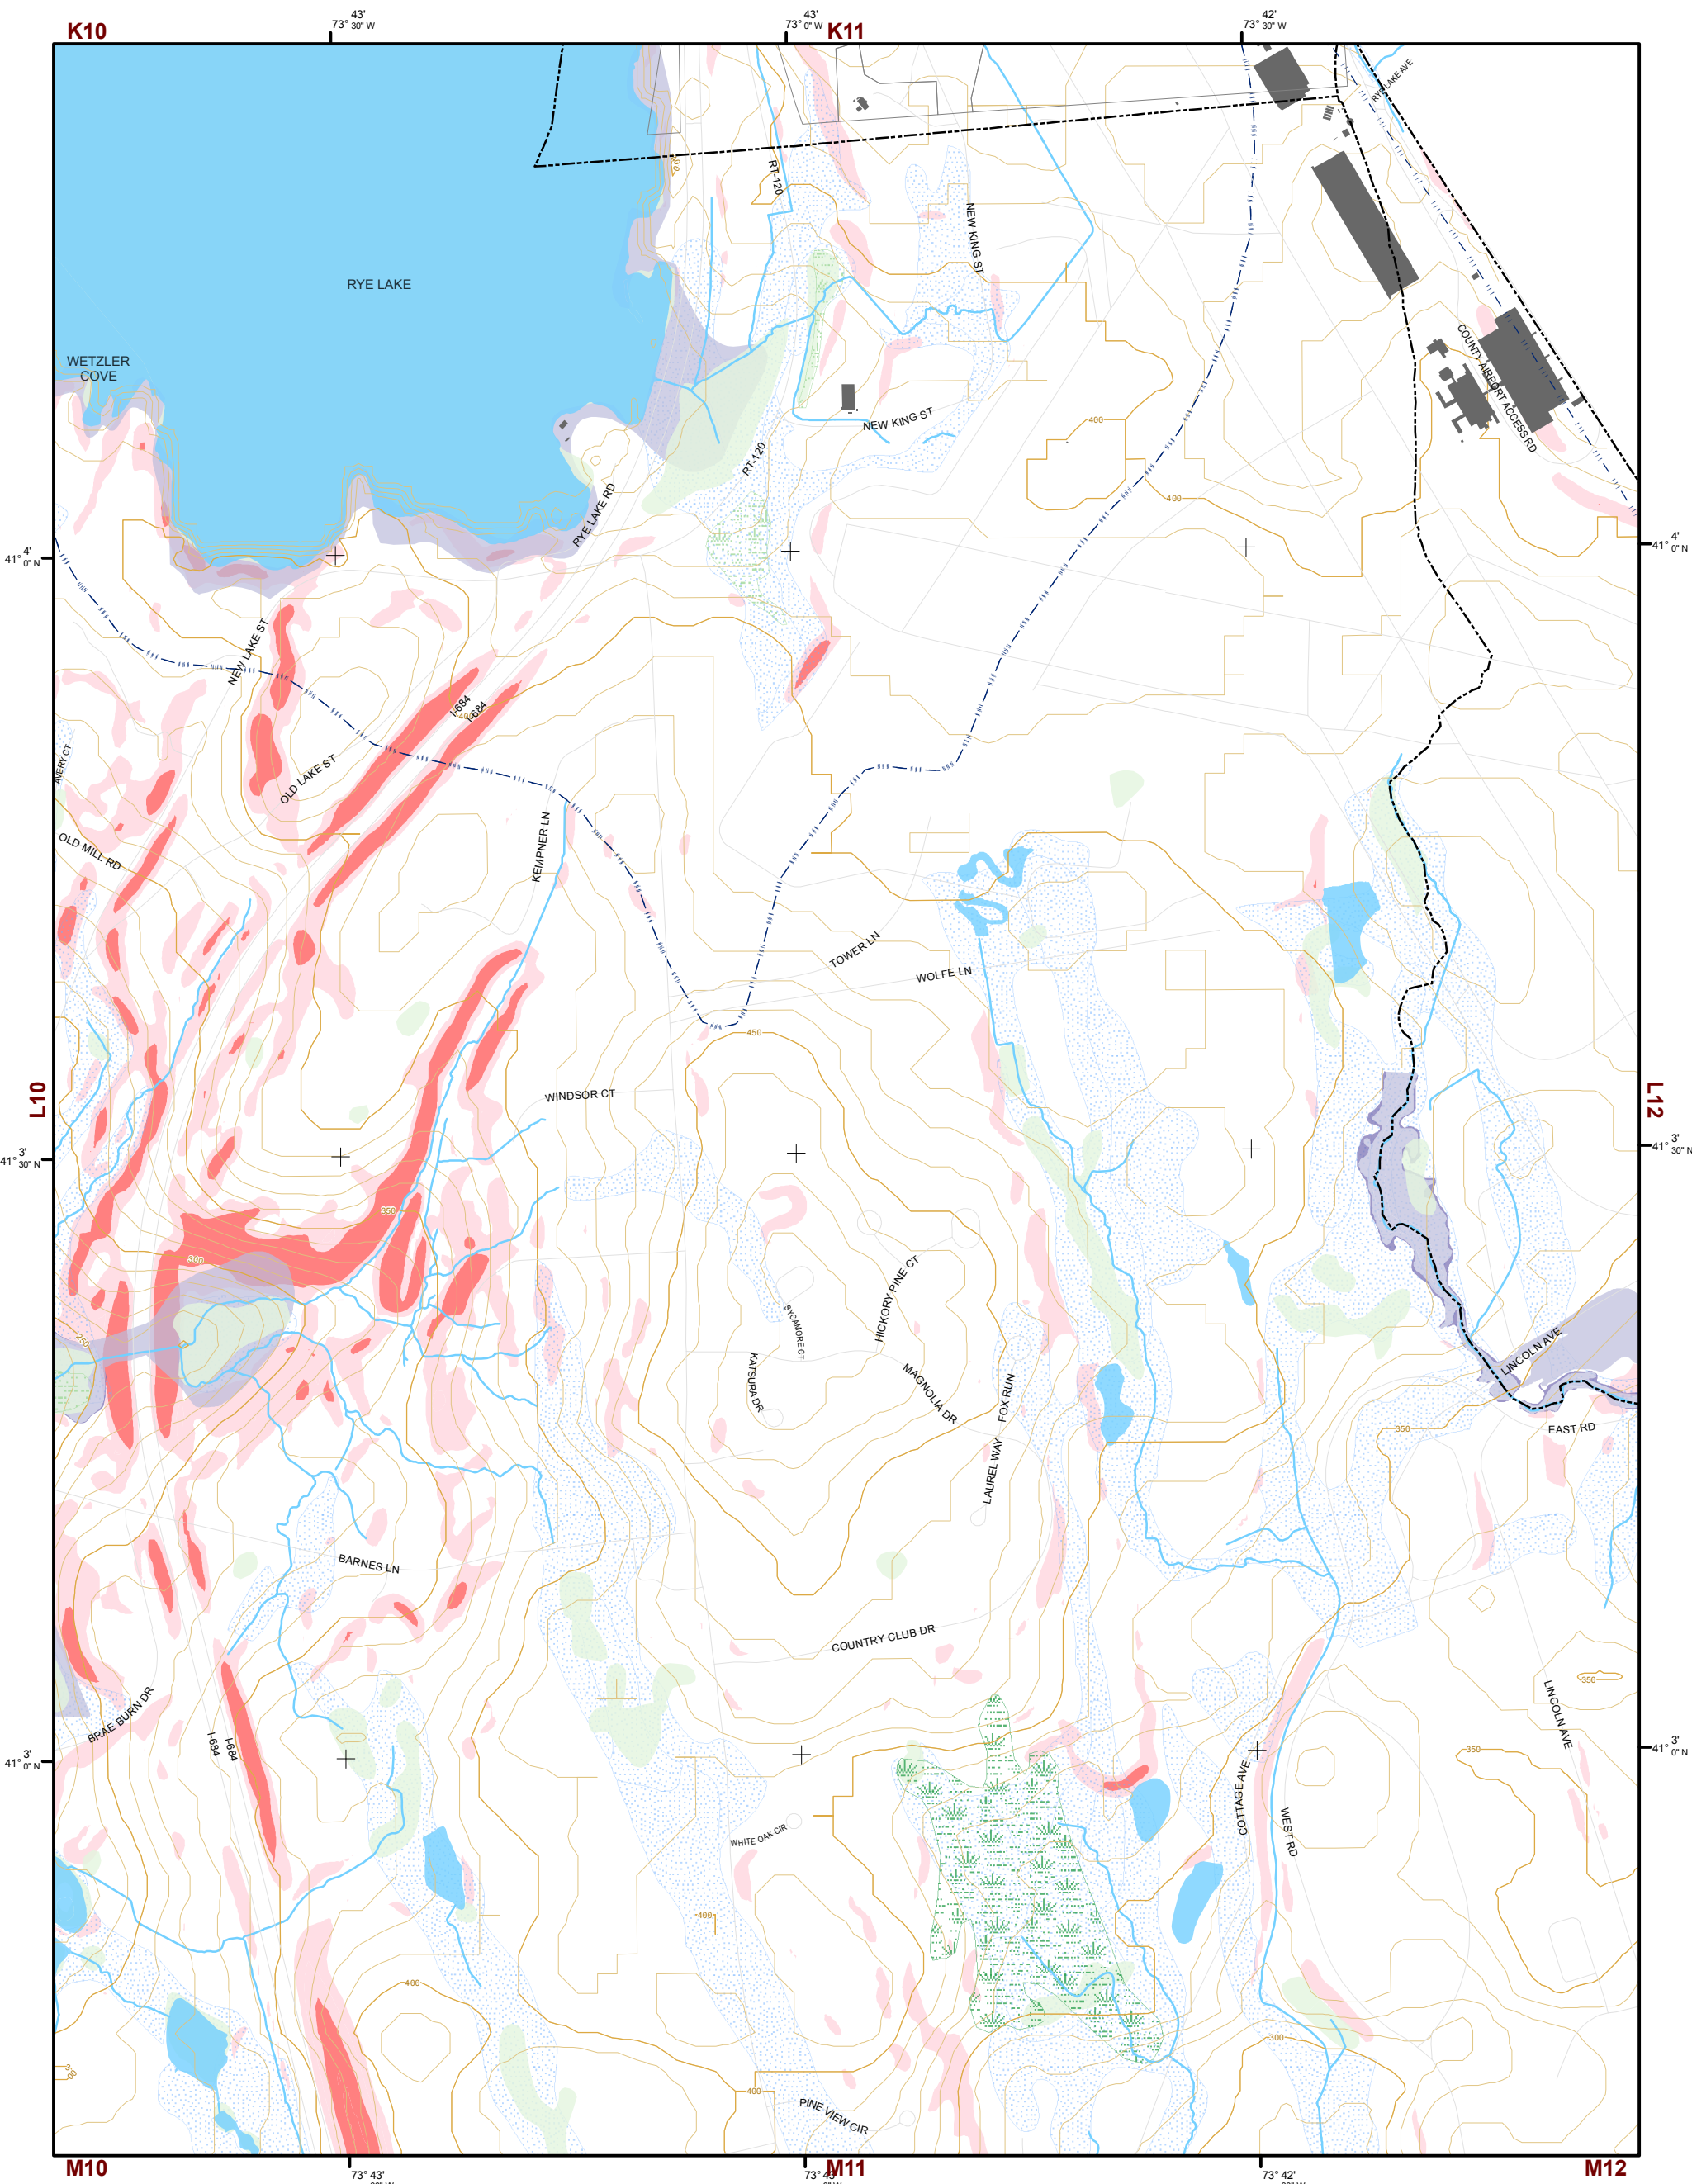 K10
43'
73° 30" W
43'
73° 0" W
K11
42'
73° 30" W
RYE LAKE AVE
50
RT-120
NEW KING ST
RYE LAKE
WETZLER
COVE
COUNTY AIRPORT ACCESS RD
NEW KING ST
400
RT-120
400
RYE LAKE RD
4'
41° 0" N
4'
41° 0" N
NEW LAKE ST
I-684
I-684
40
AVERY CT
OLD LAKE ST
OLD MILL RD
KEMPNER LN
TOWER LN
WOLFE LN
450
L10
L12
WINDSOR CT
3'
41° 30" N
3'
41° 30" N
350
300
HICKORY PINE CT
SYCAMORE CT
250
LINCOLN AVE
KATSURA DR
MAGNOLIA DR
FOX RUN
350
EAST RD
LAUREL WAY
BARNES LN
COUNTRY CLUB DR
350
BRAE BURN DR
LINCOLN AVE
I-684
I-684
350
3'
41° 0" N
3'
41° 0" N
COTTAGE AVE
WEST RD
WHITE OAK CIR
400
400
300
400
PINE VIEW CIR
M10
73° 43'
73° 43'
M11
73° 42'
M12